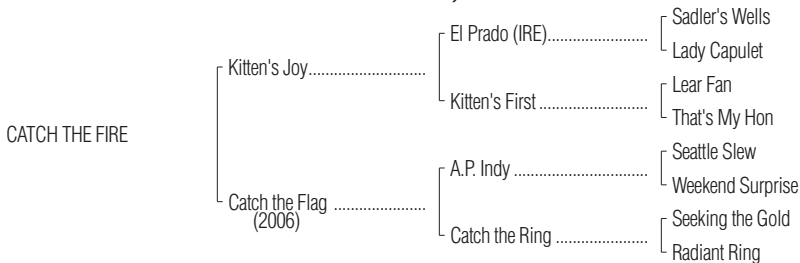 Sadler's Wells
El Prado (IRE)..............................
Lady Capulet
Kitten's Joy...................................
Lear Fan
Kitten's First ................................
That's My Hon
CATCH THE FIRE
Seattle Slew
A.P. Indy .......................................
Weekend Surprise
Catch the Flag ...........................
(2006)
Seeking the Gold
Catch the Ring ...........................
Radiant Ring